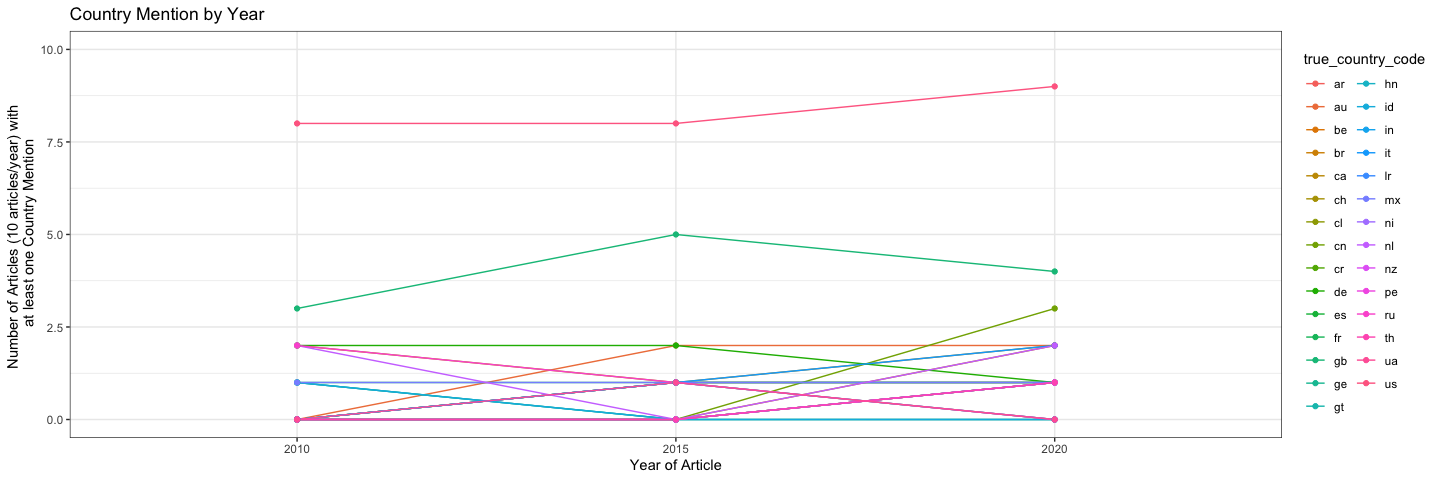 Country Mention by Year
Number of Articles (10 articles/year) with
at least one Country Mention
10.0
7.5
5.0
2.5
0.0
2010 2015 2020
Year of Article
true_country_code
ar hn
au id
be in
br it
ca lr
ch mx
cl ni
cn nl
cr nz
de pe
es ru
fr th
gb ua
ge us
gt